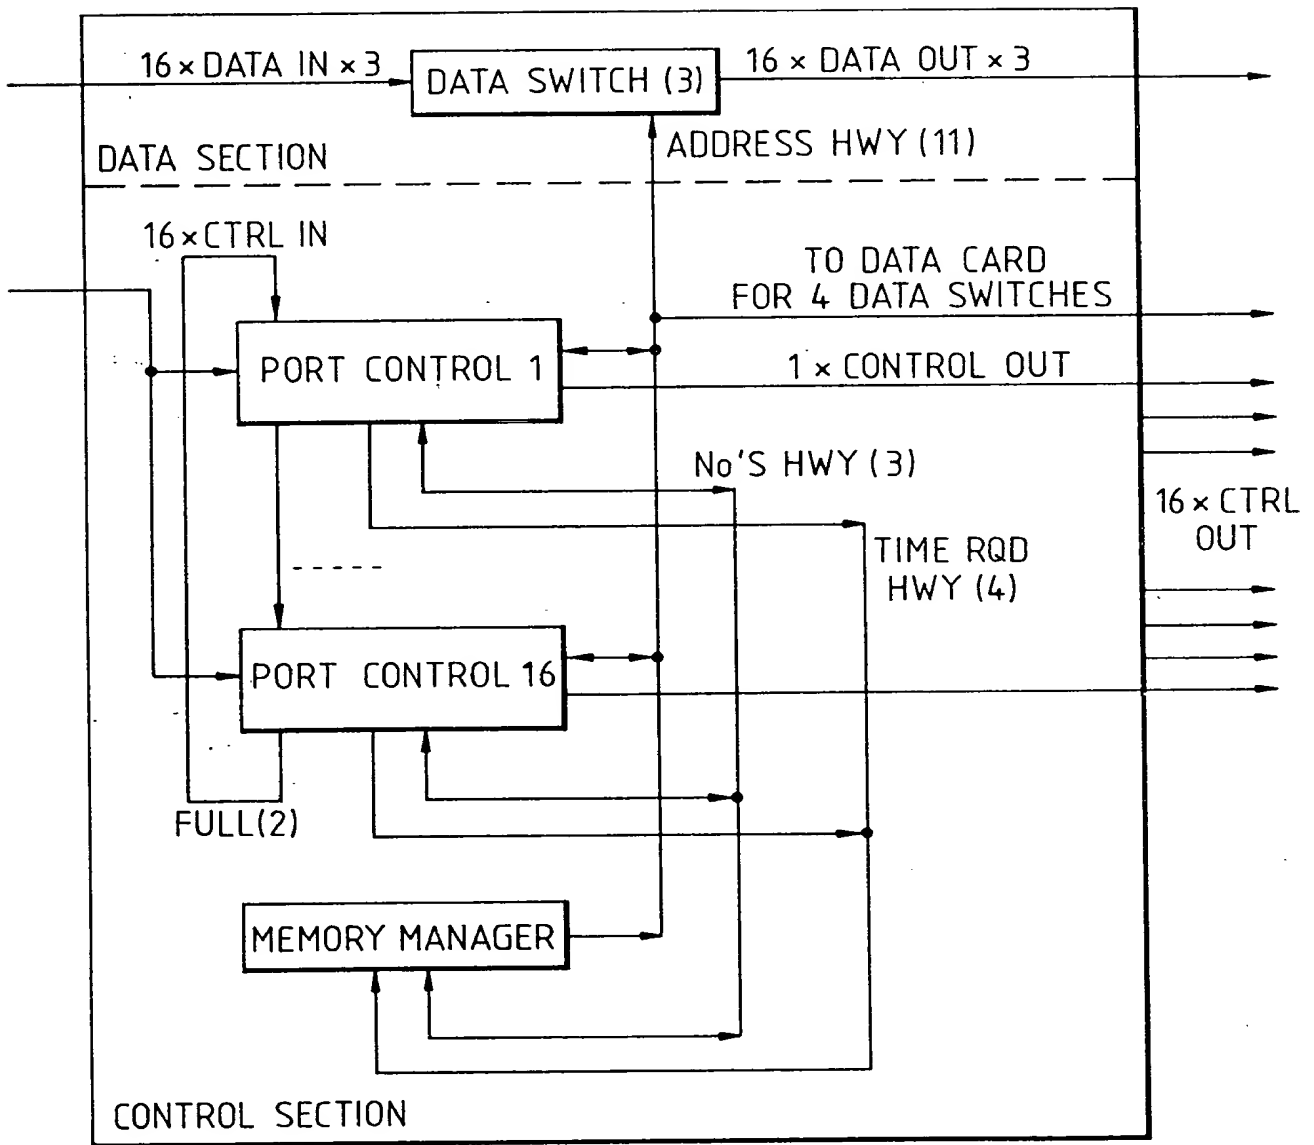 16 × DATA IN × 3
DATA SWITCH (3)
16 × DATA OUT × 3
ADDRESS HWY (11)
DATA SECTION
16 × CTRL IN
TO DATA CARD
FOR 4 DATA SWITCHES
PORT CONTROL 1
1 × CONTROL OUT
No'S HWY (3)
16 × CTRL
OUT
TIME RQD
HWY (4)
PORT CONTROL 16
FULL(2)
MEMORY MANAGER
CONTROL SECTION